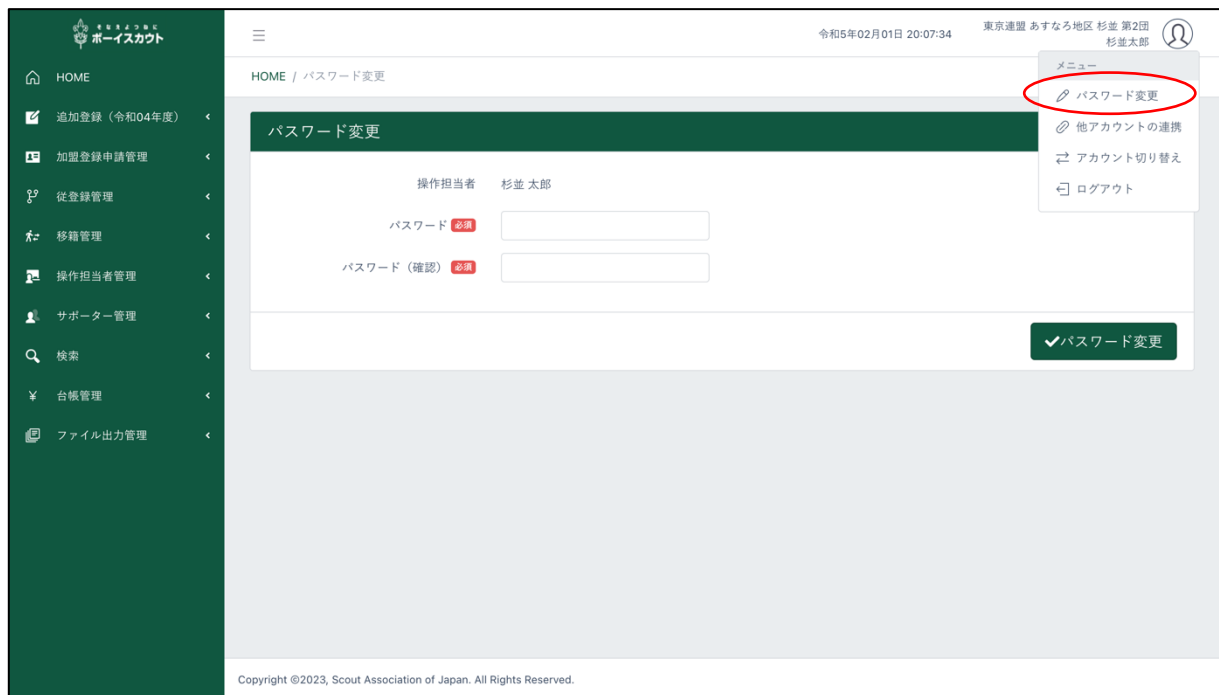 そなえよつねに
ボーイスカウト
令和5年02月01日 20:07:34
東京連盟 あすなろ地区 杉並 第2団
杉並太郎
HOME
追加登録（令和04年度）
加盟登録申請管理
従登録管理
移籍管理
操作担当者管理
サポーター管理
検索
台帳管理
ファイル出力管理
HOME / パスワード変更
メニュー
パスワード変更
他アカウントの連携
アカウント切り替え
ログアウト
パスワード変更
操作担当者 杉並 太郎
パスワード 必須
パスワード（確認） 必須
パスワード変更
Copyright ©2023, Scout Association of Japan. All Rights Reserved.